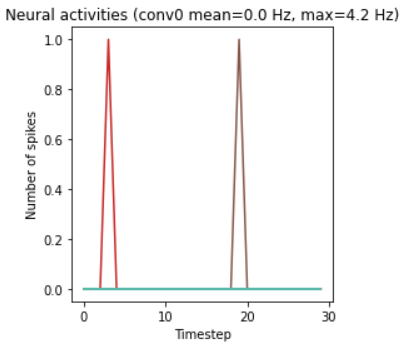 Neural activities (conv0 mean=0.0 Hz, max=4.2 Hz)
1.0
0.8
0.6
0.4
0.2
0.0
Number of spikes
0 10 20 30
Timestep